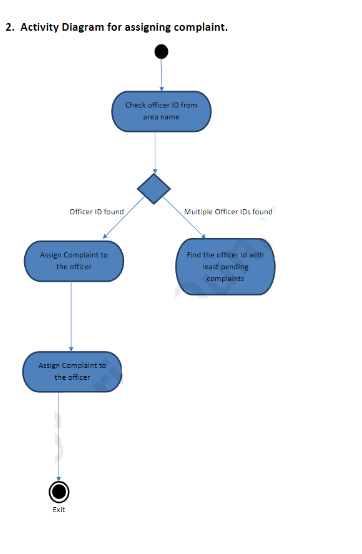 2. Activity Diagram for assigning complaint.
Check officer ID from
area name
Officer ID found
Multiple Officer IDs found
Assign Complaint to
the officer
Find the officer Id with
least pending
complaints
Assign Complaint to
the officer
Exit